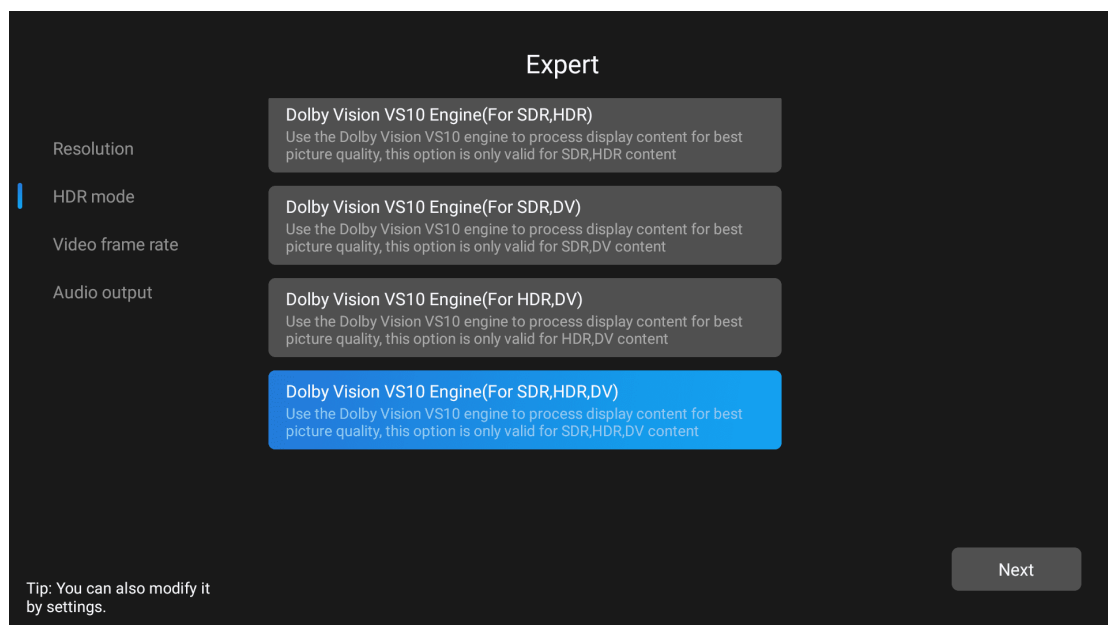 Expert
Resolution
HDR mode
Video frame rate
Audio output
Dolby Vision VS10 Engine(For SDR,HDR)
Use the Dolby Vision VS10 engine to process display content for best
picture quality, this option is only valid for SDR,HDR content
Dolby Vision VS10 Engine(For SDR,DV)
Use the Dolby Vision VS10 engine to process display content for best
picture quality, this option is only valid for SDR,DV content
Dolby Vision VS10 Engine(For HDR,DV)
Use the Dolby Vision VS10 engine to process display content for best
picture quality, this option is only valid for HDR,DV content
Dolby Vision VS10 Engine(For SDR,HDR,DV)
Use the Dolby Vision VS10 engine to process display content for best
picture quality, this option is only valid for SDR,HDR,DV content
Next
Tip: You can also modify it
by settings.